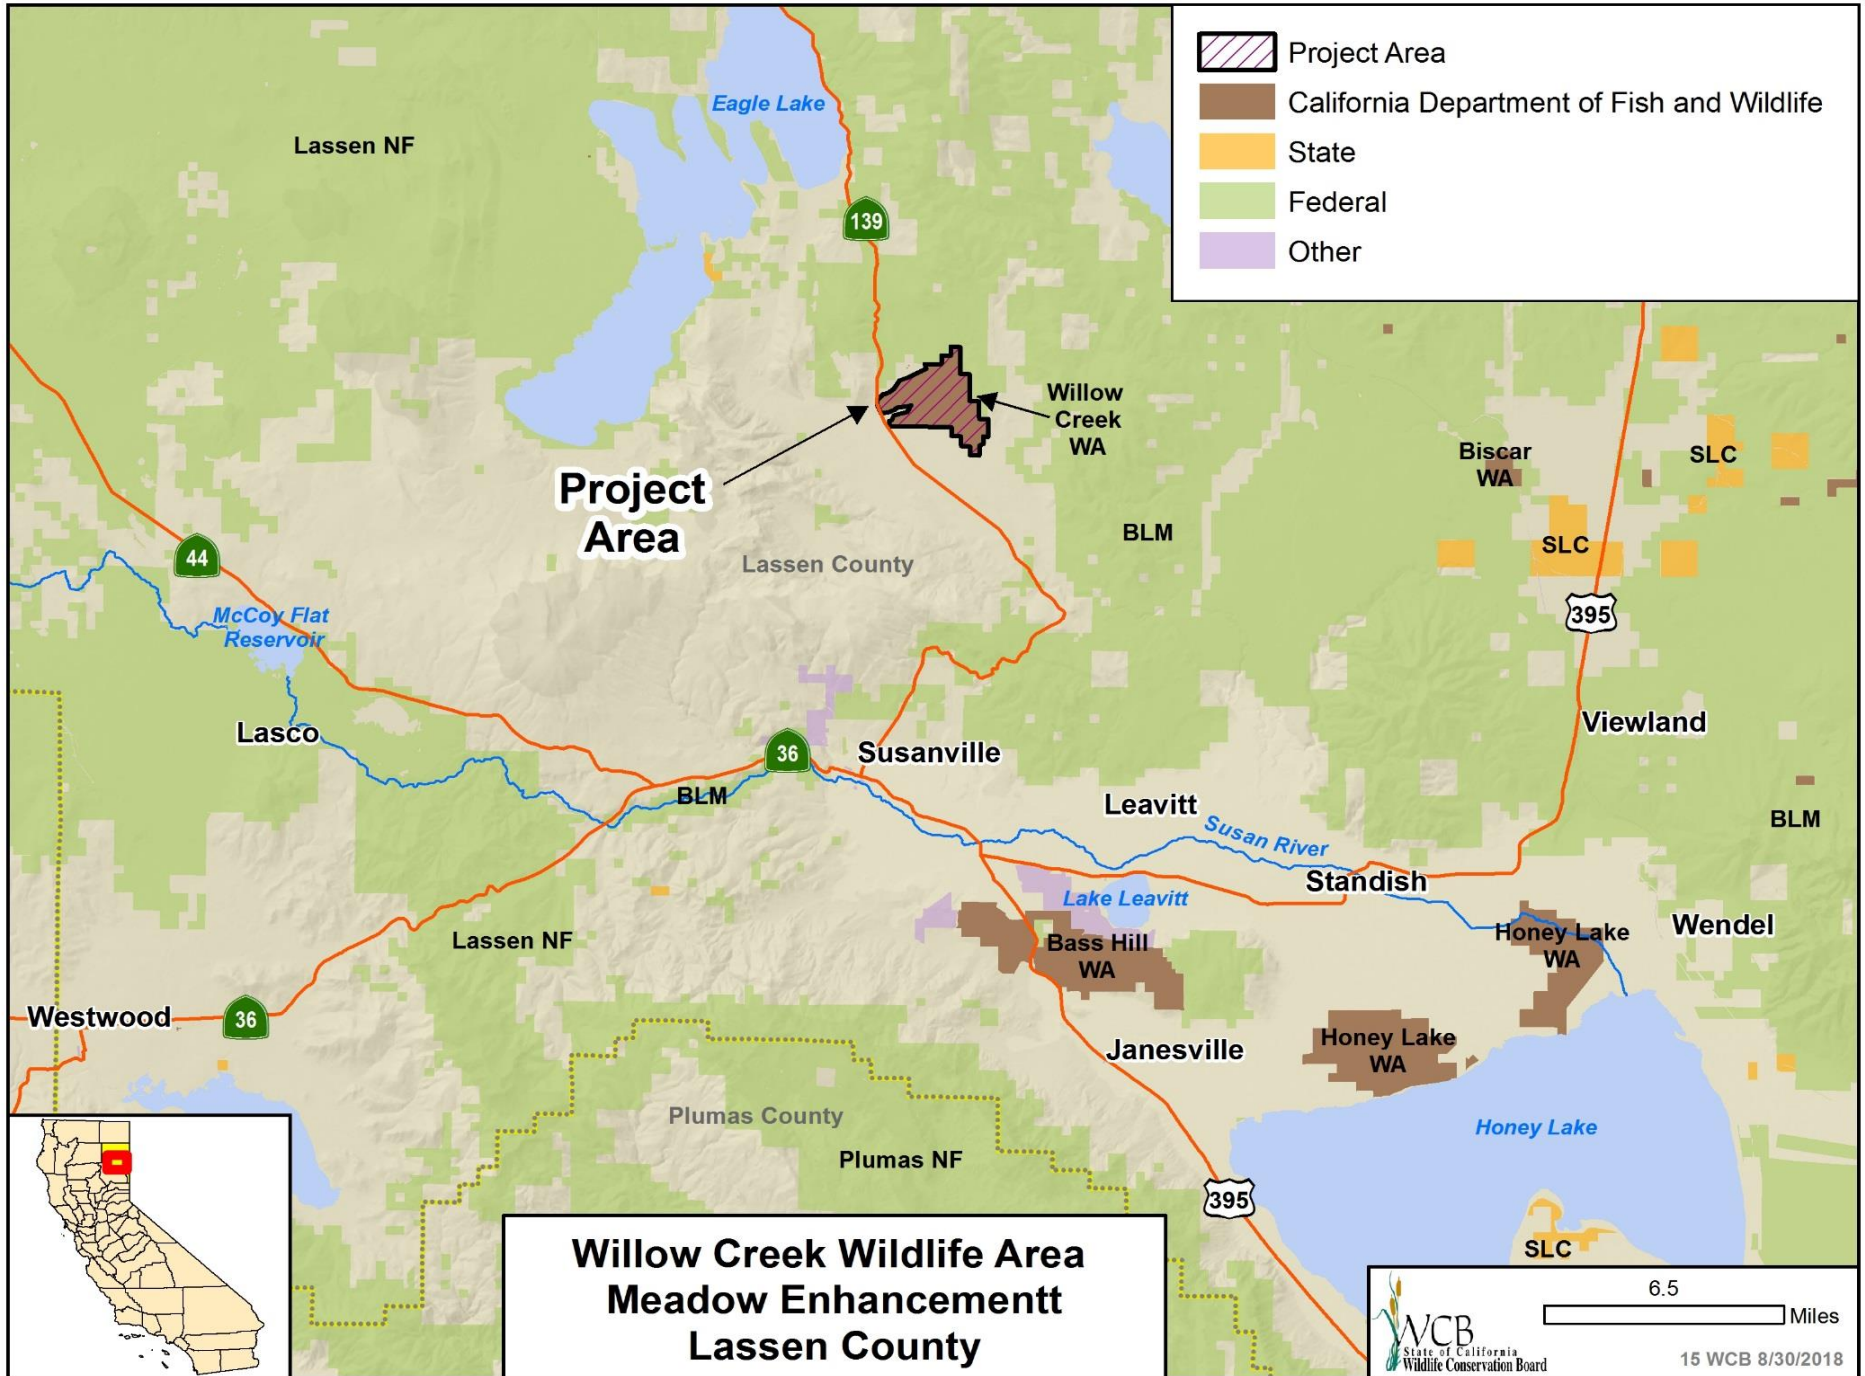 Project Area
California Department of Fish and Wildlife
State
Federal
Other
Eagle Lake
Lassen NF
139
Willow
Creek
WA
Project
Area
Biscar
WA
SLC
BLM
SLC
44
Lassen County
395
McCoy Flat
Reservoir
Lasco
36
Susanville
Viewland
BLM
Leavitt
Susan River
BLM
Standish
Lake Leavitt
Lassen NF
Bass Hill
WA
Honey Lake
WA
Wendel
Westwood
36
Janesville
Honey Lake
WA
Plumas County
Honey Lake
Plumas NF
395
SLC
Willow Creek Wildlife Area
Meadow Enhancementt
Lassen County
6.5
Miles
WCB
State of California
Wildlife Conservation Board
15 WCB 8/30/2018